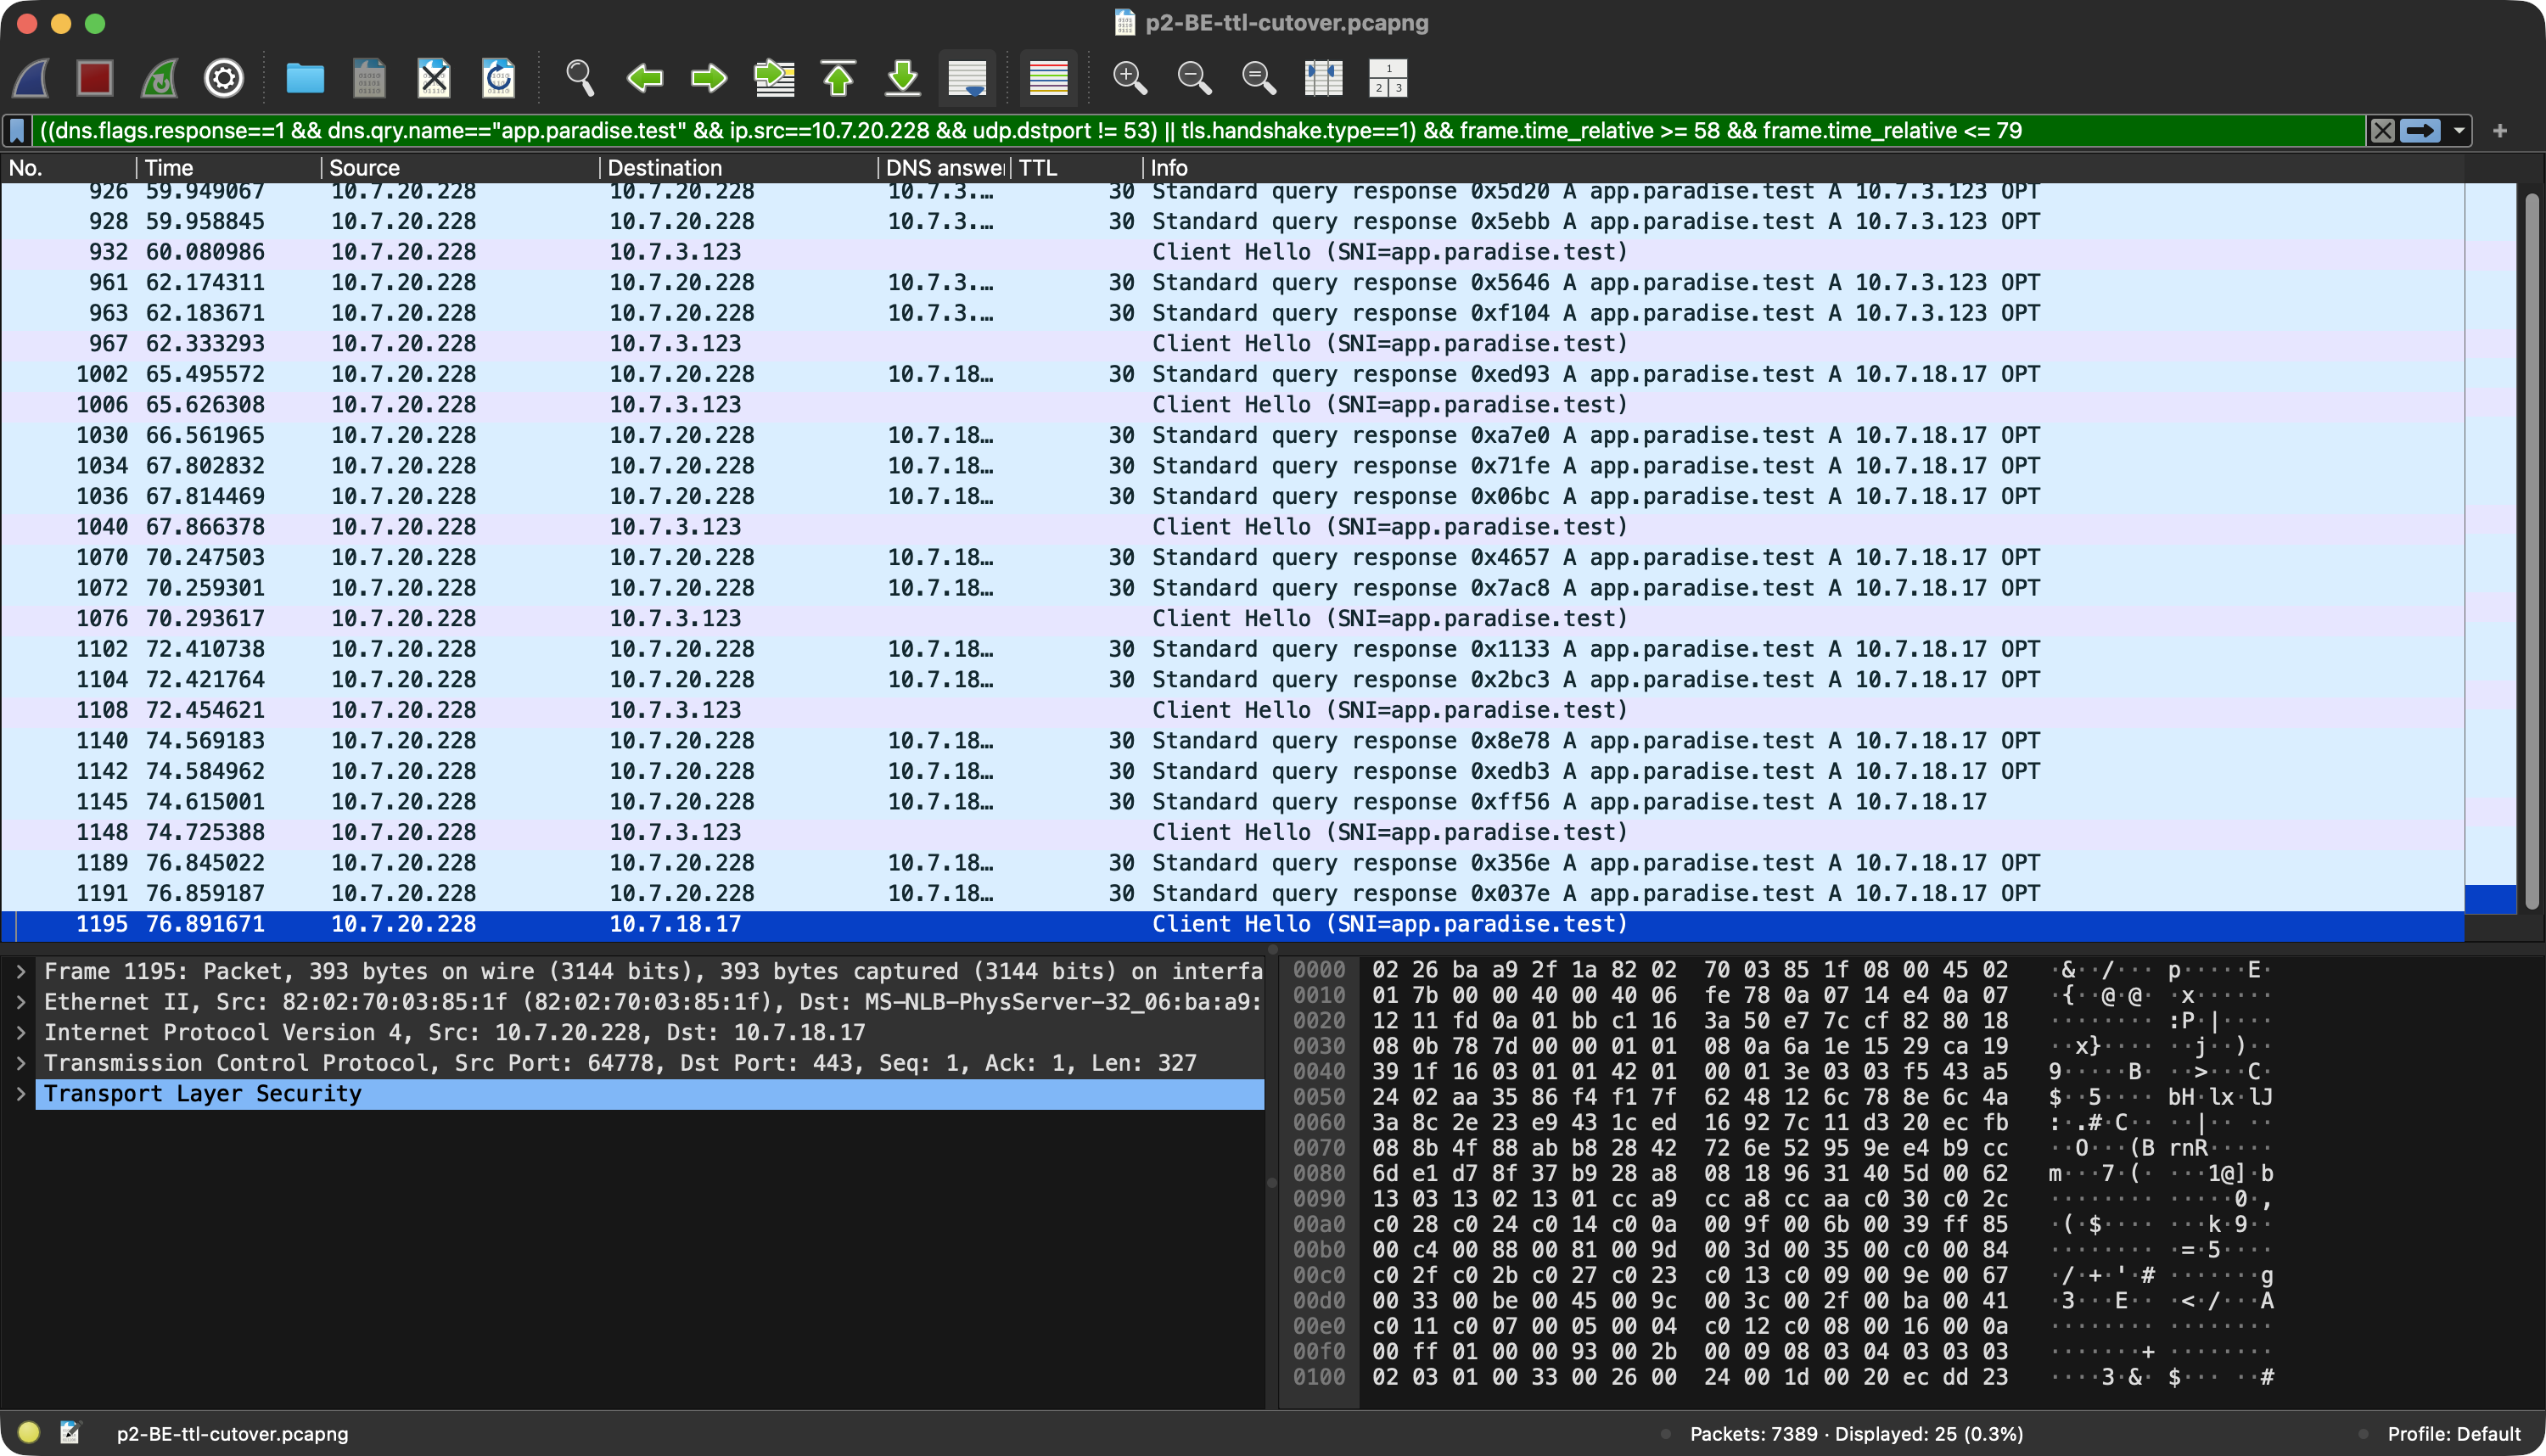 p2-BE-ttl-cutover.pcapng
((dns.flags.response==1 && dns.qry.name=="app.paradise.test" && ip.src==10.7.20.228 && udp.dstport != 53) || tls.handshake.type==1) && frame.time_relative >= 58 && frame.time_relative <= 79
No. Time Source Destination DNS answer TTL Info
926 59.949067 10.7.20.228 10.7.20.228 10.7.3.… 30 Standard query response 0x5d20 A app.paradise.test A 10.7.3.123 OPT
928 59.958845 10.7.20.228 10.7.20.228 10.7.3.… 30 Standard query response 0x5ebb A app.paradise.test A 10.7.3.123 OPT
932 60.080986 10.7.20.228 10.7.3.123 Client Hello (SNI=app.paradise.test)
961 62.174311 10.7.20.228 10.7.20.228 10.7.3.… 30 Standard query response 0x5646 A app.paradise.test A 10.7.3.123 OPT
963 62.183671 10.7.20.228 10.7.20.228 10.7.3.… 30 Standard query response 0xf104 A app.paradise.test A 10.7.3.123 OPT
967 62.333293 10.7.20.228 10.7.3.123 Client Hello (SNI=app.paradise.test)
1002 65.495572 10.7.20.228 10.7.20.228 10.7.18… 30 Standard query response 0xed93 A app.paradise.test A 10.7.18.17 OPT
1006 65.626308 10.7.20.228 10.7.3.123 Client Hello (SNI=app.paradise.test)
1030 66.561965 10.7.20.228 10.7.20.228 10.7.18… 30 Standard query response 0xa7e0 A app.paradise.test A 10.7.18.17 OPT
1034 67.802832 10.7.20.228 10.7.20.228 10.7.18… 30 Standard query response 0x71fe A app.paradise.test A 10.7.18.17 OPT
1036 67.814469 10.7.20.228 10.7.20.228 10.7.18… 30 Standard query response 0x06bc A app.paradise.test A 10.7.18.17 OPT
1040 67.866378 10.7.20.228 10.7.3.123 Client Hello (SNI=app.paradise.test)
1070 70.247503 10.7.20.228 10.7.20.228 10.7.18… 30 Standard query response 0x4657 A app.paradise.test A 10.7.18.17 OPT
1072 70.259301 10.7.20.228 10.7.20.228 10.7.18… 30 Standard query response 0x7ac8 A app.paradise.test A 10.7.18.17 OPT
1076 70.293617 10.7.20.228 10.7.3.123 Client Hello (SNI=app.paradise.test)
1102 72.410738 10.7.20.228 10.7.20.228 10.7.18… 30 Standard query response 0x1133 A app.paradise.test A 10.7.18.17 OPT
1104 72.421764 10.7.20.228 10.7.20.228 10.7.18… 30 Standard query response 0x2bc3 A app.paradise.test A 10.7.18.17 OPT
1108 72.454621 10.7.20.228 10.7.3.123 Client Hello (SNI=app.paradise.test)
1140 74.569183 10.7.20.228 10.7.20.228 10.7.18… 30 Standard query response 0x8e78 A app.paradise.test A 10.7.18.17 OPT
1142 74.584962 10.7.20.228 10.7.20.228 10.7.18… 30 Standard query response 0xedb3 A app.paradise.test A 10.7.18.17 OPT
1145 74.615001 10.7.20.228 10.7.20.228 10.7.18… 30 Standard query response 0xff56 A app.paradise.test A 10.7.18.17
1148 74.725388 10.7.20.228 10.7.3.123 Client Hello (SNI=app.paradise.test)
1189 76.845022 10.7.20.228 10.7.20.228 10.7.18… 30 Standard query response 0x356e A app.paradise.test A 10.7.18.17 OPT
1191 76.859187 10.7.20.228 10.7.20.228 10.7.18… 30 Standard query response 0x037e A app.paradise.test A 10.7.18.17 OPT
1195 76.891671 10.7.20.228 10.7.18.17 Client Hello (SNI=app.paradise.test)
Frame 1195: Packet, 393 bytes on wire (3144 bits), 393 bytes captured (3144 bits) on interfa
Ethernet II, Src: 82:02:70:03:85:1f (82:02:70:03:85:1f), Dst: MS-NLB-PhysServer-32_06:ba:a9:
Internet Protocol Version 4, Src: 10.7.20.228, Dst: 10.7.18.17
Transmission Control Protocol, Src Port: 64778, Dst Port: 443, Seq: 1, Ack: 1, Len: 327
Transport Layer Security
0000 02 26 ba a9 2f 1a 82 02 70 03 85 1f 08 00 45 02 ·&··/··· p·····E·
0010 01 7b 00 00 40 00 40 06 fe 78 0a 07 14 e4 0a 07 ·{··@·@· ·x······
0020 12 11 fd 0a 01 bb c1 16 3a 50 e7 7c cf 82 80 18 ········ :P·|····
0030 08 0b 78 7d 00 00 01 01 08 0a 6a 1e 15 29 ca 19 ··x}···· ··j··)··
0040 39 1f 16 03 01 01 42 01 00 01 3e 03 03 f5 43 a5 9·····B· ··>···C·
0050 24 02 aa 35 86 f4 f1 7f 62 48 12 6c 78 8e 6c 4a $··5···· bH·lx·lJ
0060 3a 8c 2e 23 e9 43 1c ed 16 92 7c 11 d3 20 ec fb :·.#·C·· ··|·· ··
0070 08 8b 4f 88 ab b8 28 42 72 6e 52 95 9e e4 b9 cc ··O···(B rnR·····
0080 6d e1 d7 8f 37 b9 28 a8 08 18 96 31 40 5d 00 62 m···7·(· ···1@]·b
0090 13 03 13 02 13 01 cc a9 cc a8 cc aa c0 30 c0 2c ········ ·····0·,
00a0 c0 28 c0 24 c0 14 c0 0a 00 9f 00 6b 00 39 ff 85 ·(·$···· ···k·9··
00b0 00 c4 00 88 00 81 00 9d 00 3d 00 35 00 c0 00 84 ········ ·=·5····
00c0 c0 2f c0 2b c0 27 c0 23 c0 13 c0 09 00 9e 00 67 ·/·+·'·# ·······g
00d0 00 33 00 be 00 45 00 9c 00 3c 00 2f 00 ba 00 41 ·3···E·· ·<·/···A
00e0 c0 11 c0 07 00 05 00 04 c0 12 c0 08 00 16 00 0a ········ ········
00f0 00 ff 01 00 00 93 00 2b 00 09 08 03 04 03 03 03 ·······+ ········
0100 02 03 01 00 33 00 26 00 24 00 1d 00 20 ec dd 23 ····3·&· $··· ··#
p2-BE-ttl-cutover.pcapng
Packets: 7389 · Displayed: 25 (0.3%)
Profile: Default